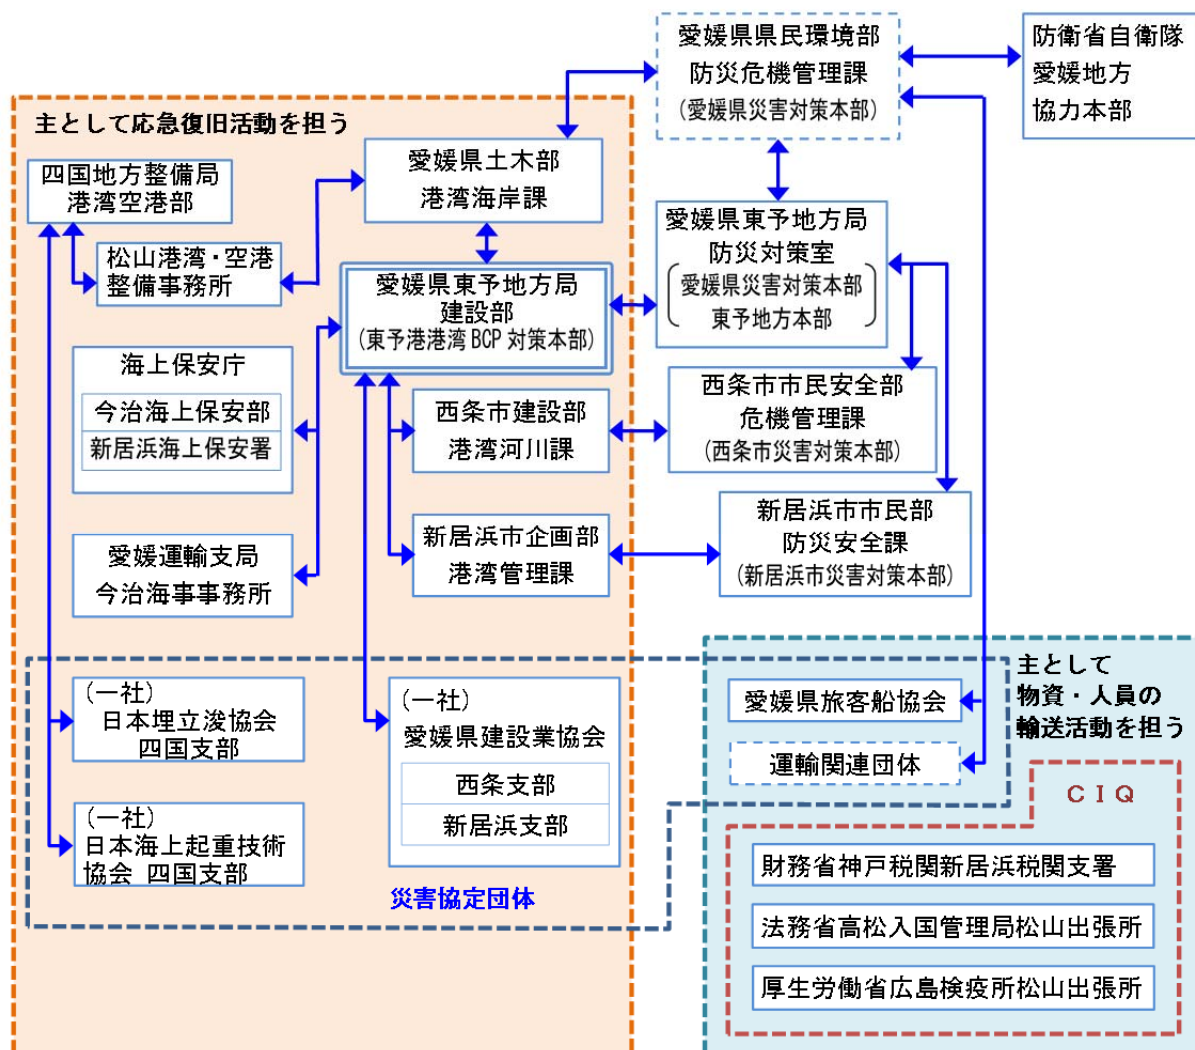 愛媛県県民環境部
防災危機管理課
(愛媛県災害対策本部)
防衛省自衛隊
愛媛地方
協力本部
主として応急復旧活動を担う
四国地方整備局
港湾空港部
愛媛県土木部
港湾海岸課
松山港湾・空港
整備事務所
愛媛県東予地方局
建設部
(東予港港湾BCP対策本部)
愛媛県東予地方局
防災対策室
愛媛県災害対策本部
東予地方本部
海上保安庁
今治海上保安部
新居浜海上保安署
西条市建設部
港湾河川課
西条市市民安全部
危機管理課
(西条市災害対策本部)
愛媛運輸支局
今治海事事務所
新居浜市企画部
港湾管理課
新居浜市市民部
防災安全課
(新居浜市災害対策本部)
(一社)
日本埋立浚協会
四国支部
(一社)
日本海上起重技術
協会 四国支部
(一社)
愛媛県建設業協会
西条支部
新居浜支部
災害協定団体
主として
物資・人員の
輸送活動を担う
愛媛県旅客船協会
運輸関連団体
CIQ
財務省神戸税関新居浜税関支署
法務省高松入国管理局松山出張所
厚生労働省広島検疫所松山出張所